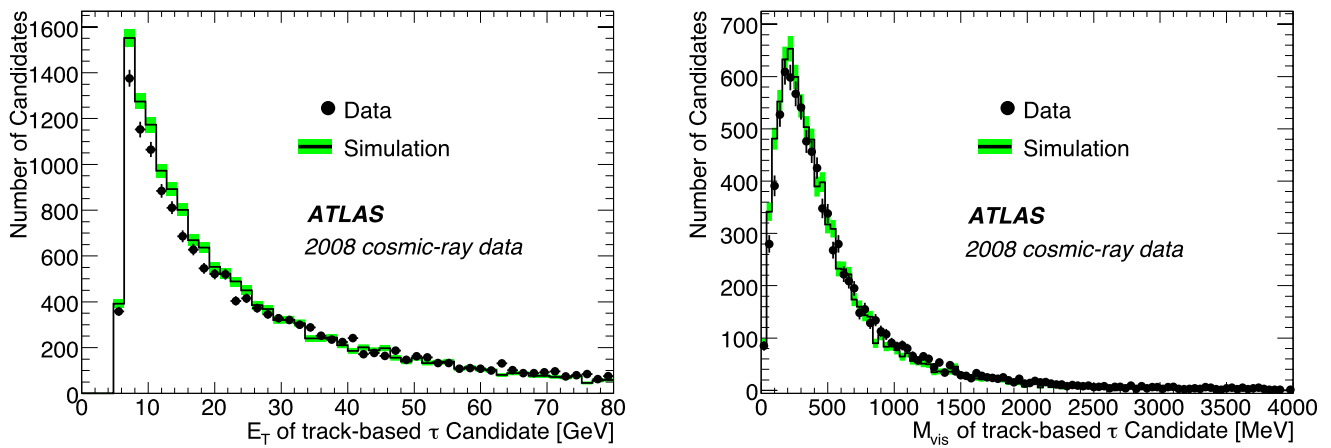 Number of Candidates
1600
1400
1200
1000
800
600
400
200
0
0 10 20 30 40 50 60 70 80
E_T of track-based τ Candidate [GeV]
Data
Simulation
ATLAS
2008 cosmic-ray data
Number of Candidates
700
600
500
400
300
200
100
0
0 500 1000 1500 2000 2500 3000 3500 4000
M_vis of track-based τ Candidate [MeV]
Data
Simulation
ATLAS
2008 cosmic-ray data